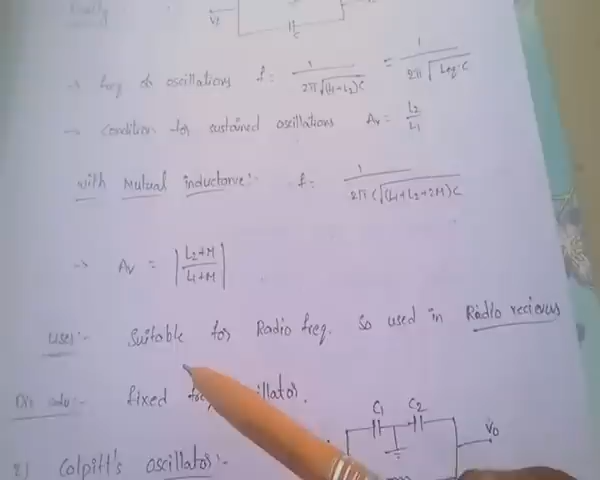 Vf
C
→ freq of oscillations f = 1/2π√(L1+L2)C = 1/2π√Leq.C
→ Condition for sustained oscillations Av = L2/L1
With Mutual inductance:- f = 1/2π(√(L1+L2+2M)C
→ Av = |L2+M/L1+M|
Uses:- Suitable for Radio freq. So used in Radio recievers
Dis adv:- fixed
C1 C2
V0
2) Colpitt's oscillator:-